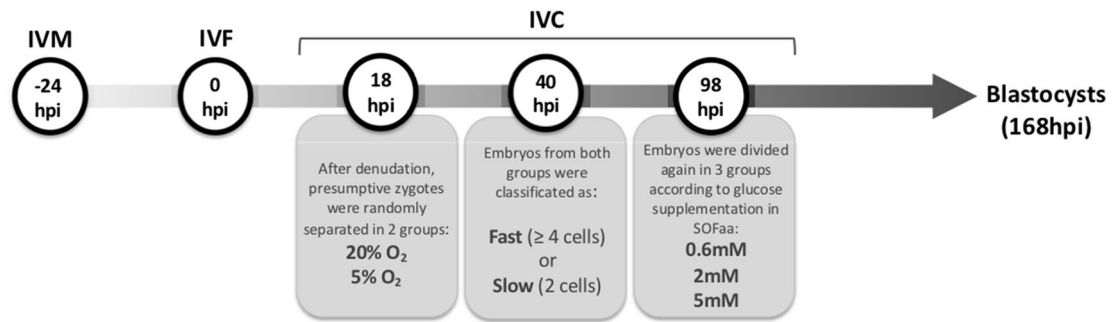 IVC
IVM
IVF
-24
hpi
0
hpi
18
hpi
40
hpi
98
hpi
Blastocysts
(168hpi)
After denudation,
presumptive zygotes
were randomly
separated in 2 groups:
20% O₂
5% O₂
Embryos from both
groups were
classificated as:
Fast (≥ 4 cells)
or
Slow (2 cells)
Embryos were divided
again in 3 groups
according to glucose
supplementation in
SOFaa:
0.6mM
2mM
5mM